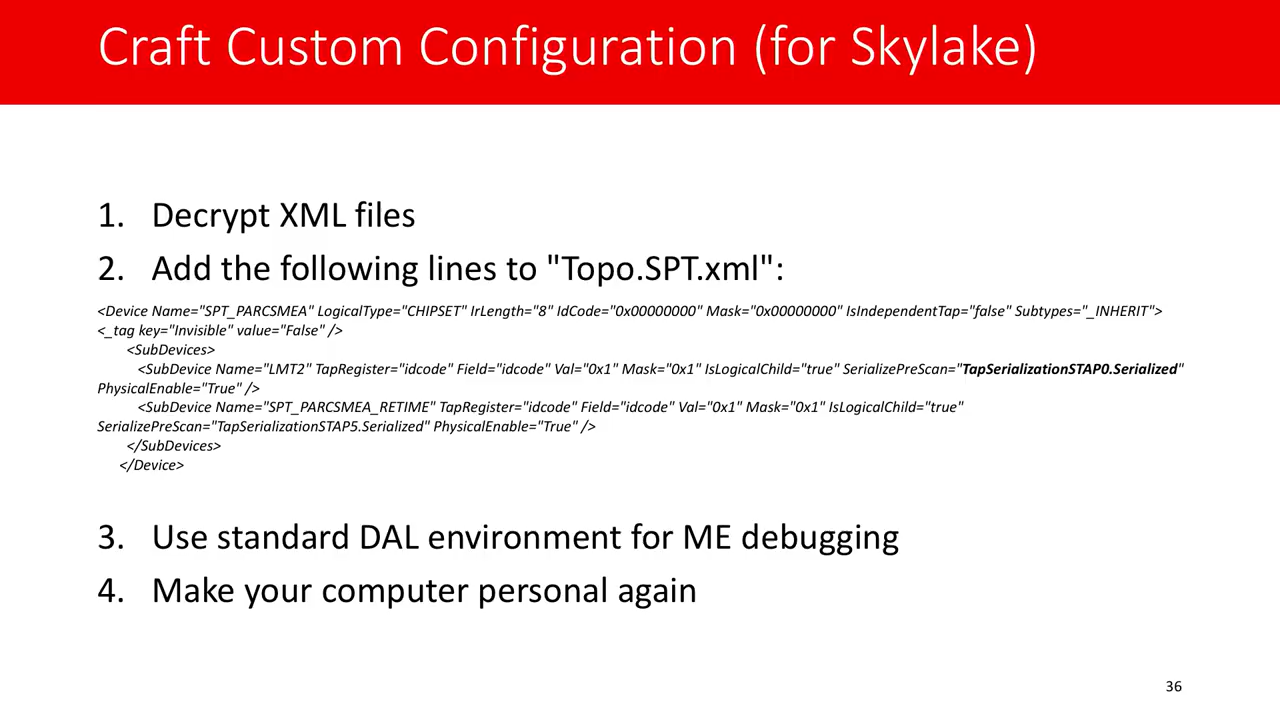 Craft Custom Configuration (for Skylake)
1. Decrypt XML files
2. Add the following lines to "Topo.SPT.xml":
<Device Name="SPT_PARCSMEA" LogicalType="CHIPSET" IrLength="8" IdCode="0x00000000" Mask="0x00000000" IsIndependentTap="false" Subtypes="_INHERIT">
<_tag key="Invisible" value="False" />
<SubDevices>
<SubDevice Name="LMT2" TapRegister="idcode" Field="idcode" Val="0x1" Mask="0x1" IsLogicalChild="true" SerializePreScan="TapSerializationSTAP0.Serialized"
PhysicalEnable="True" />
<SubDevice Name="SPT_PARCSMEA_RETIME" TapRegister="idcode" Field="idcode" Val="0x1" Mask="0x1" IsLogicalChild="true"
SerializePreScan="TapSerializationSTAP5.Serialized" PhysicalEnable="True" />
</SubDevices>
</Device>
3. Use standard DAL environment for ME debugging
4. Make your computer personal again
36